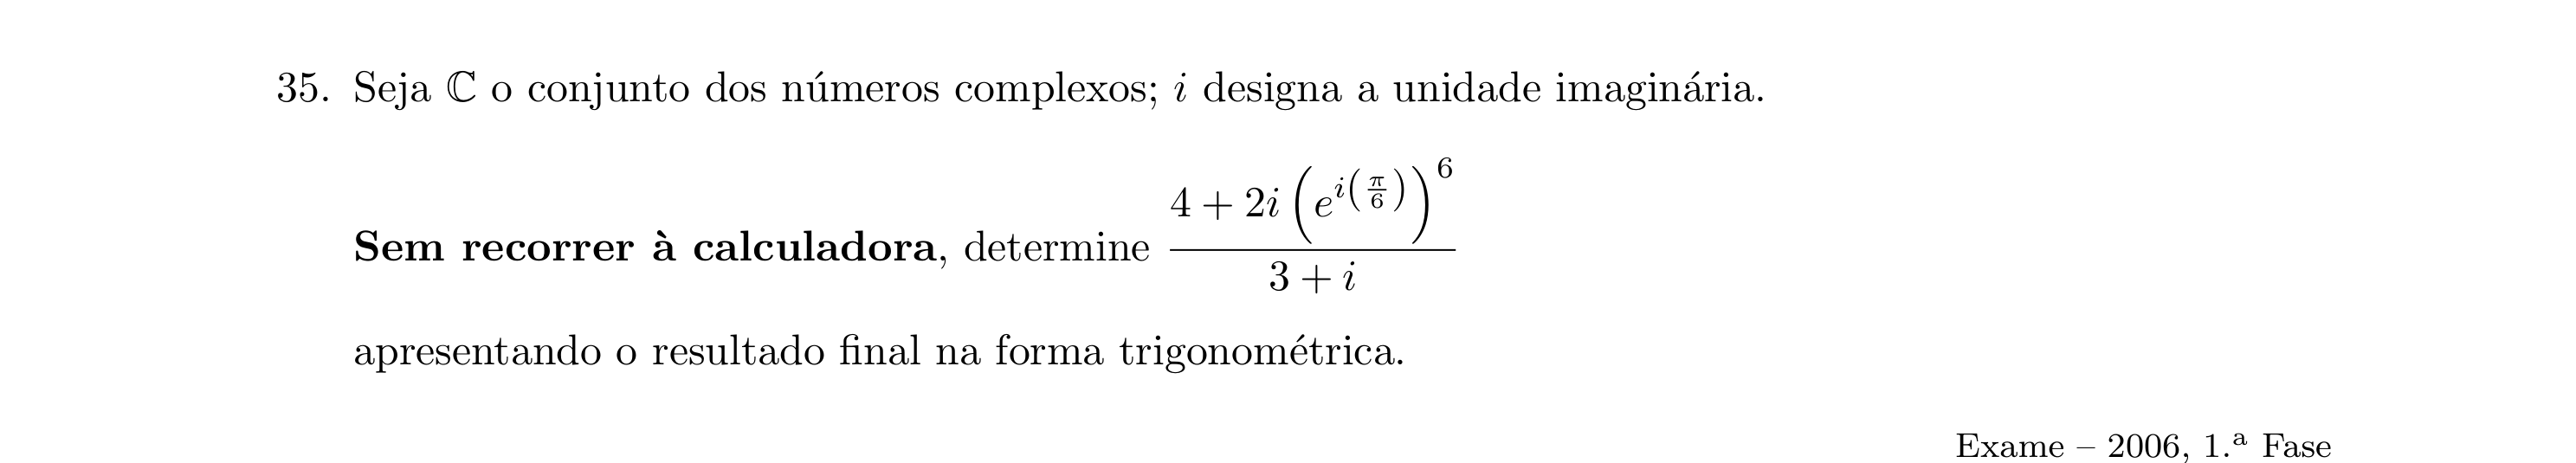 35. Seja ℂ o conjunto dos números complexos; i designa a unidade imaginária.
Sem recorrer à calculadora, determine \frac{4+2i\left(e^{i\left(\frac{\pi}{6}\right)}\right)^6}{3+i}
apresentando o resultado final na forma trigonométrica.
Exame – 2006, 1.ª Fase